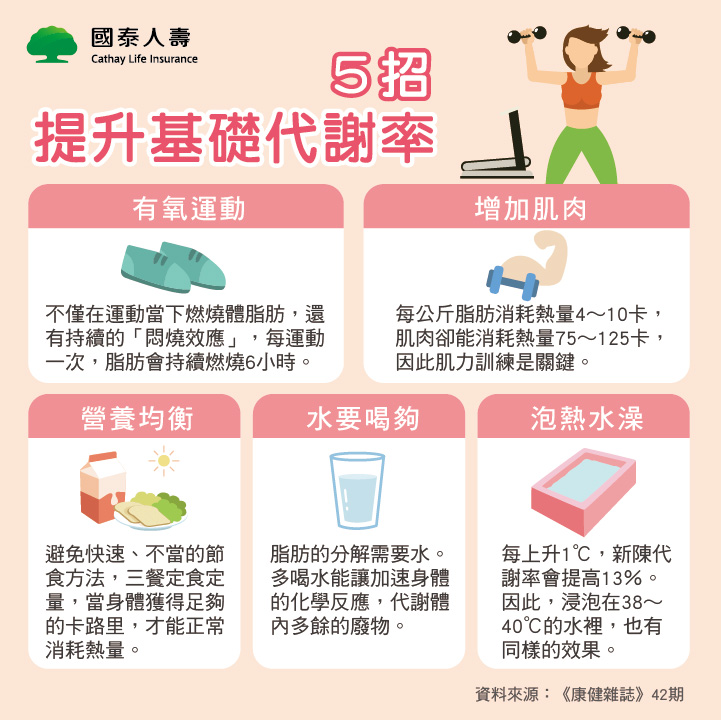 國泰人壽
Cathay Life Insurance
5招
提升基礎代謝率
有氧運動
不僅在運動當下燃燒體脂肪，還
有持續的「悶燒效應」，每運動
一次，脂肪會持續燃燒6小時。
增加肌肉
每公斤脂肪消耗熱量4～10卡，
肌肉卻能消耗熱量75～125卡，
因此肌力訓練是關鍵。
營養均衡
避免快速、不當的節
食方法，三餐定食定
量，當身體獲得足夠
的卡路里，才能正常
消耗熱量。
水要喝夠
脂肪的分解需要水。
多喝水能讓加速身體
的化學反應，代謝體
內多餘的廢物。
泡熱水澡
每上升1℃，新陳代
謝率會提高13%。
因此，浸泡在38～
40℃的水裡，也有
同樣的效果。
資料來源：《康健雜誌》42期